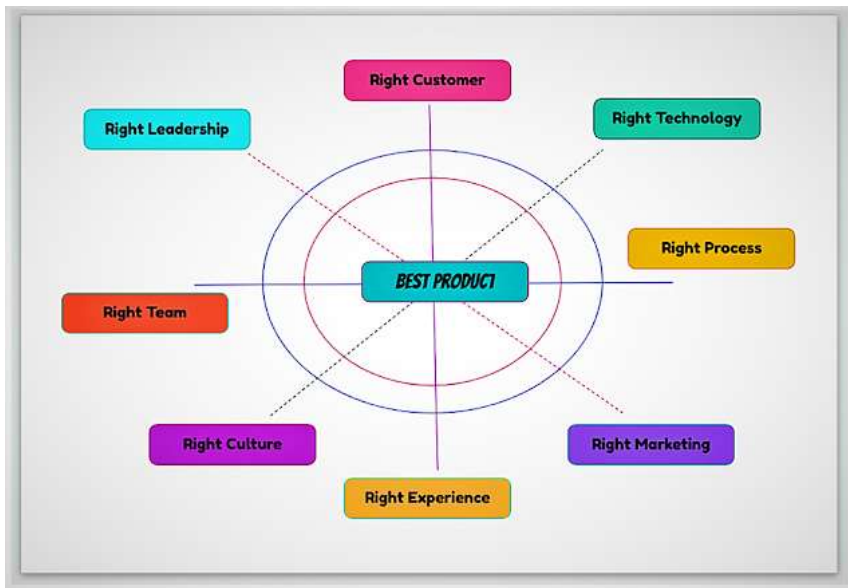 Right Customer
Right Leadership
Right Technology
Right Process
BEST PRODUCT
Right Team
Right Culture
Right Marketing
Right Experience